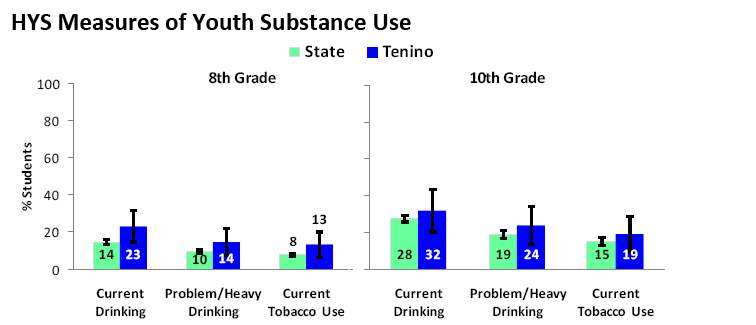 HYS Measures of Youth Substance Use
State Tenino
8th Grade 10th Grade
% Students
100
80
60
40
20
0
14 23 10 14 8 13
28 32 19 24 15 19
Current Drinking
Problem/Heavy Drinking
Current Tobacco Use
Current Drinking
Problem/Heavy Drinking
Current Tobacco Use